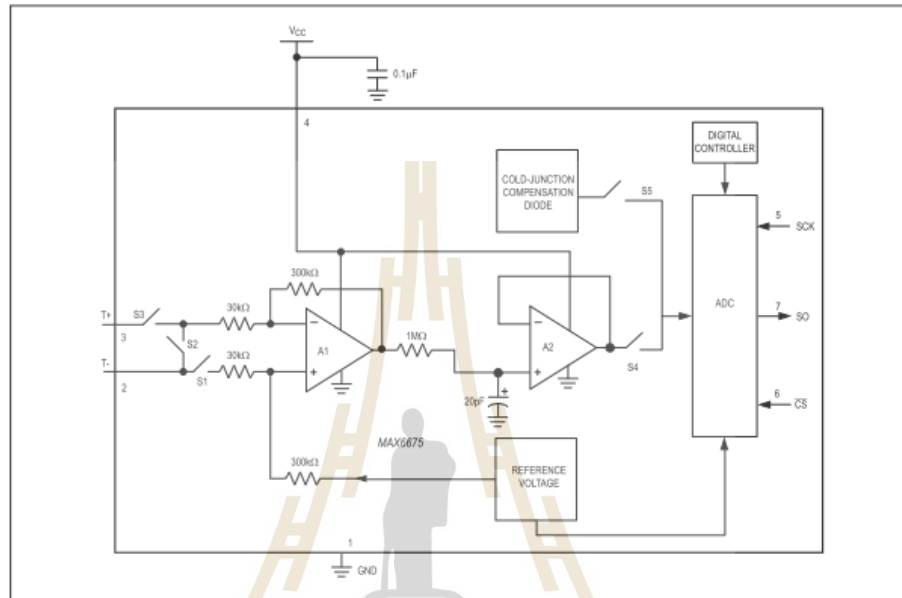 VCC
0.1µF
4
DIGITAL
CONTROLLER
COLD-JUNCTION
COMPENSATION
DIODE
S5
5
SCK
300kΩ
ADC
T+
S3
30kΩ
7
SO
3
S2
A1
1MΩ
A2
T-
30kΩ
S4
2
S1
20pF
6
CS
MAX6675
300kΩ
REFERENCE
VOLTAGE
1
GND